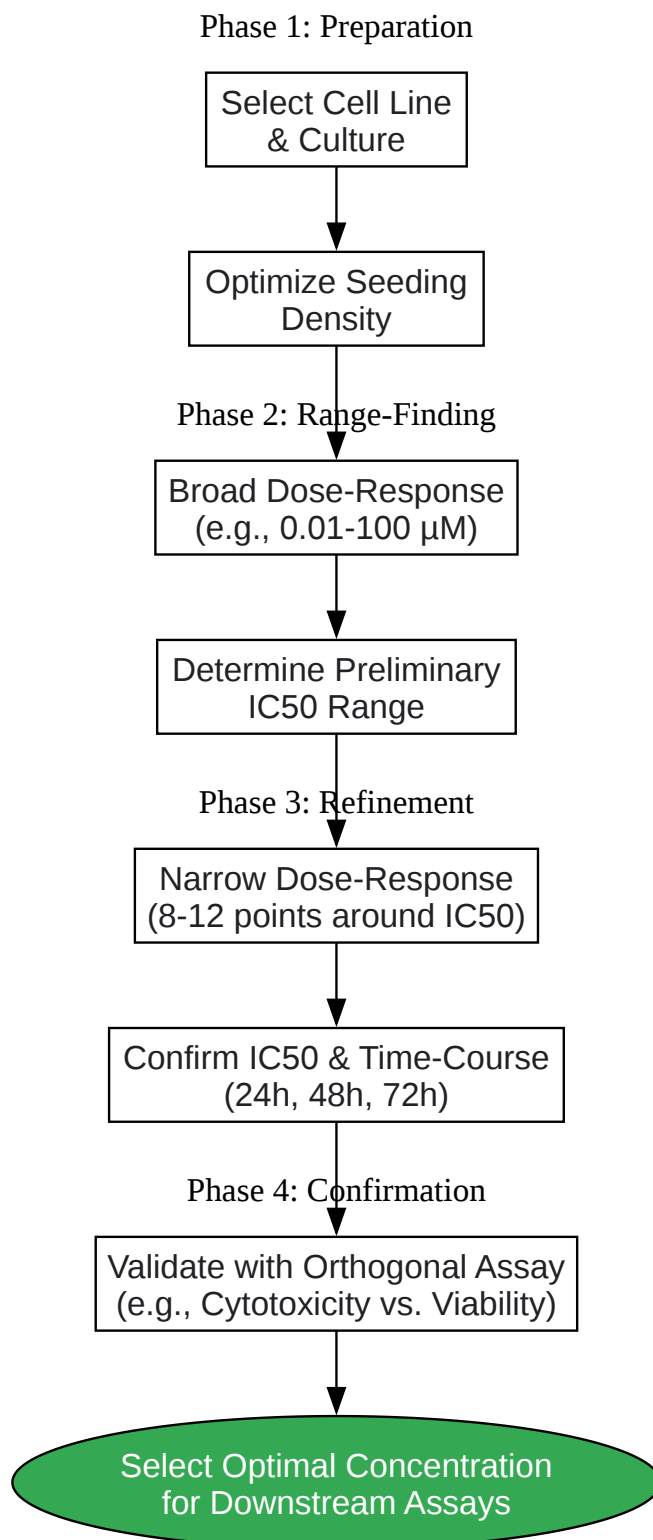 Phase 1: Preparation
Select Cell Line
& Culture
Optimize Seeding
Density
Phase 2: Range-Finding
Broad Dose-Response
(e.g., 0.01-100 µM)
Determine Preliminary
IC50 Range
Phase 3: Refinement
Narrow Dose-Response
(8-12 points around IC50)
Confirm IC50 & Time-Course
(24h, 48h, 72h)
Phase 4: Confirmation
Validate with Orthogonal Assay
(e.g., Cytotoxicity vs. Viability)
Select Optimal Concentration
for Downstream Assays